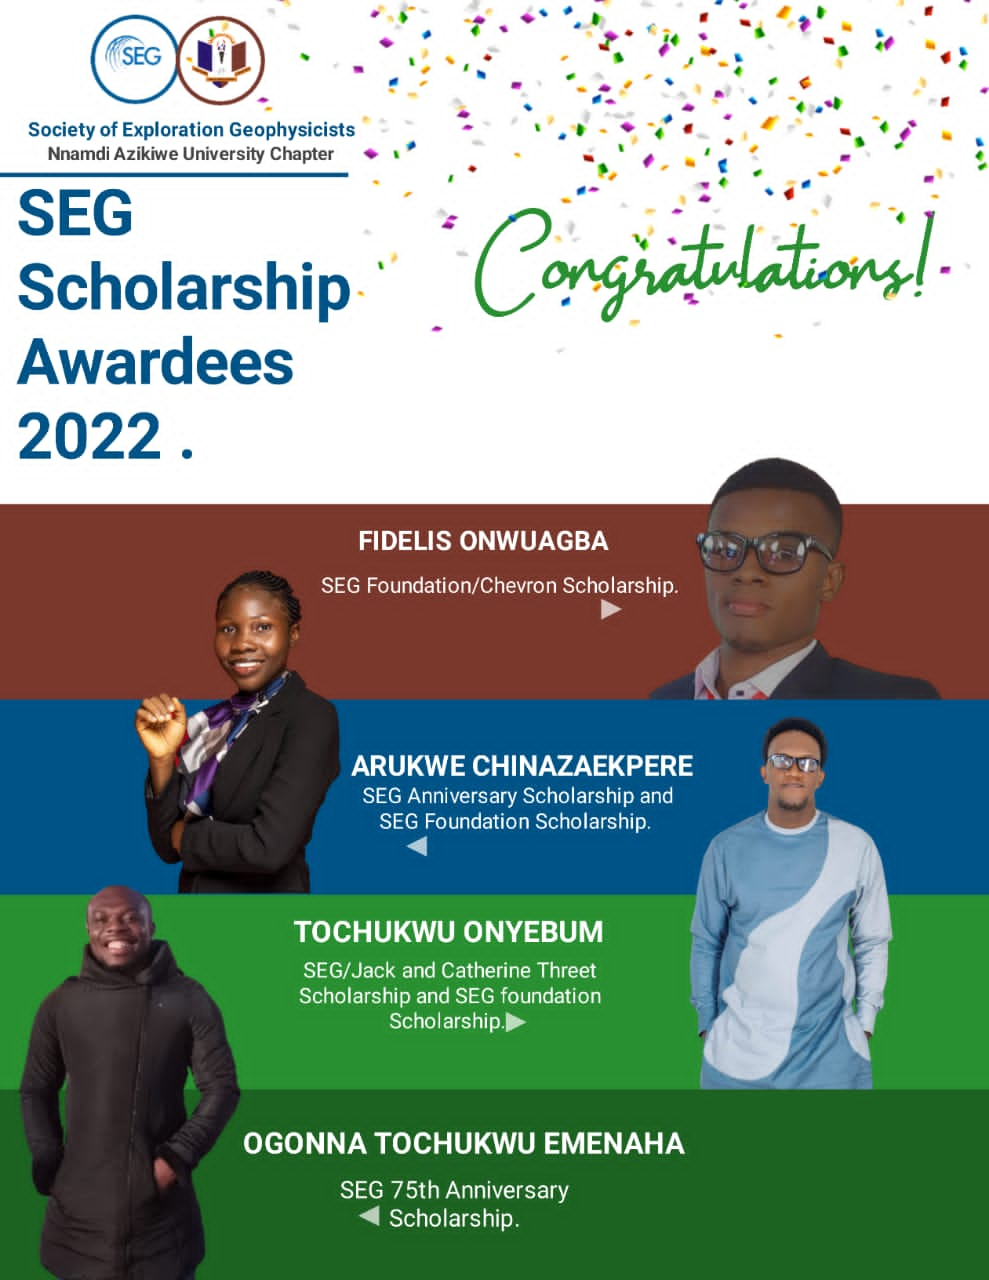 SEG
Society of Exploration Geophysicists
Nnamdi Azikiwe University Chapter
SEG
Scholarship
Awardees
2022 .
Congratulations!
FIDELIS ONWUAGBA
SEG Foundation/Chevron Scholarship.
ARUKWE CHINAZAEKPERE
SEG Anniversary Scholarship and
SEG Foundation Scholarship.
TOCHUKWU ONYEBUM
SEG/Jack and Catherine Threet
Scholarship and SEG foundation
Scholarship.
OGONNA TOCHUKWU EMENAHA
SEG 75th Anniversary
Scholarship.